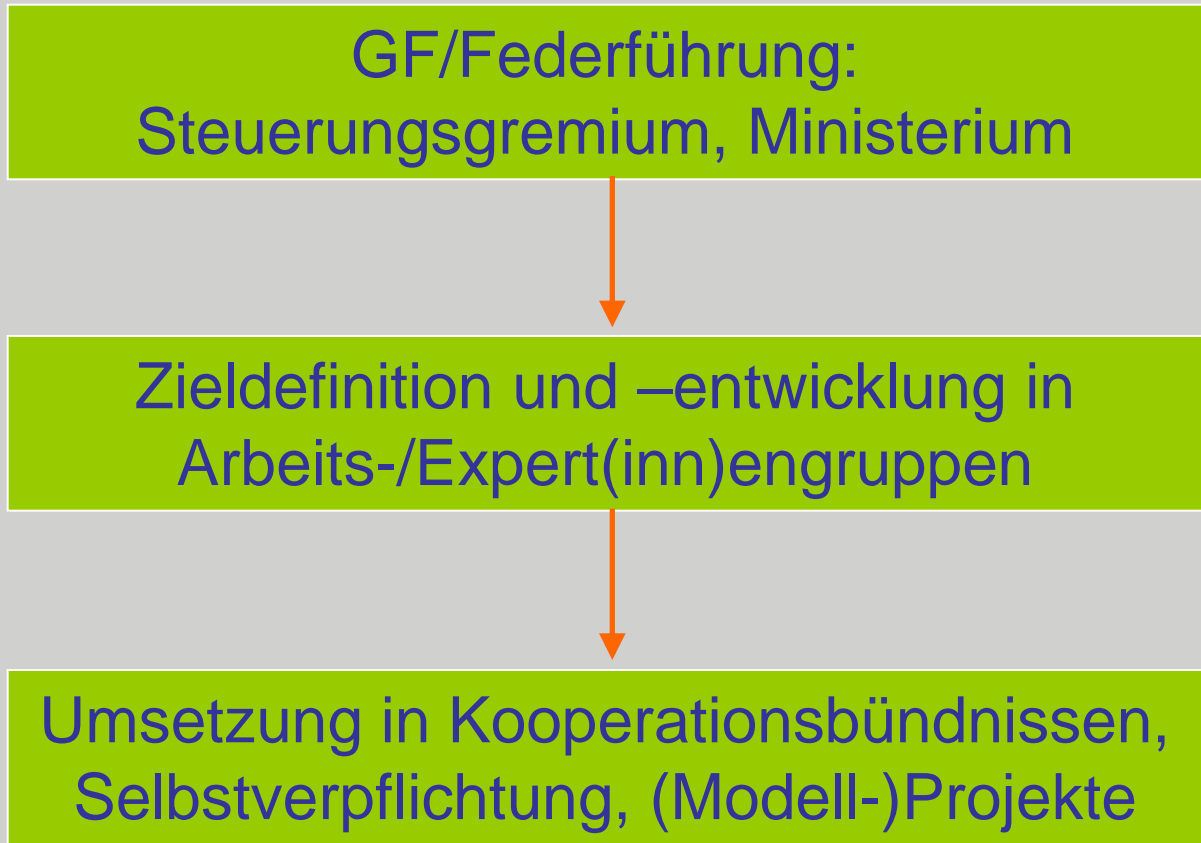 GF/Federführung:
Steuerungsgremium, Ministerium
Zieldefinition und –entwicklung in
Arbeits-/Expert(inn)engruppen
Umsetzung in Kooperationsbündnissen,
Selbstverpflichtung, (Modell-)Projekte